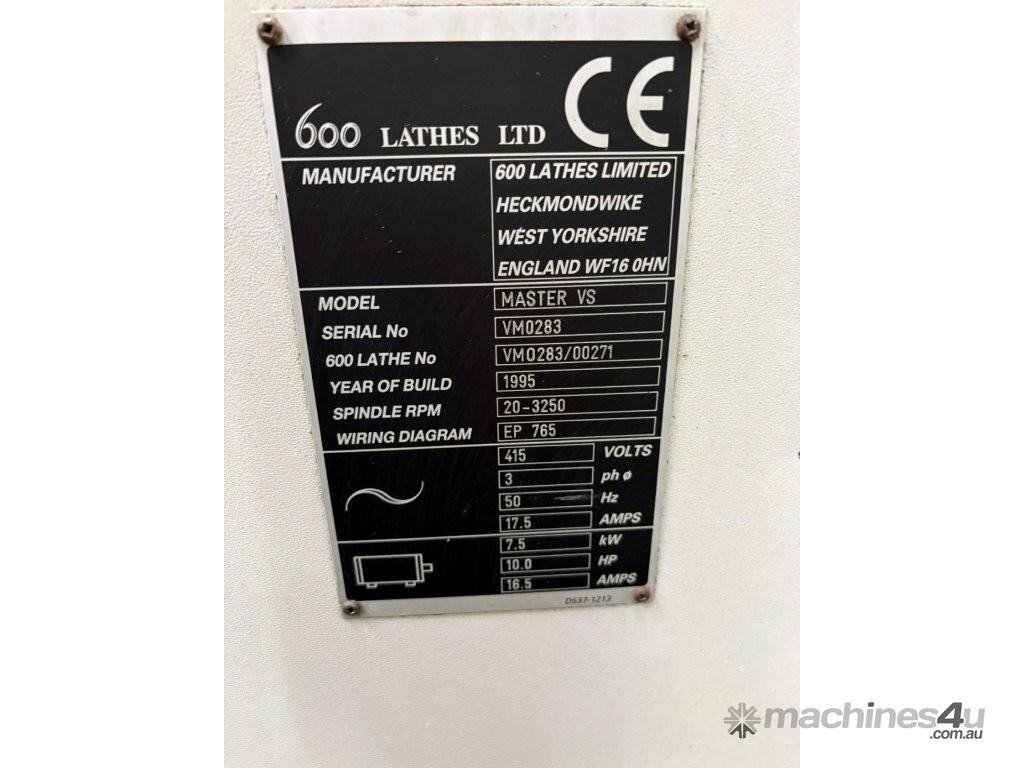 600 LATHES LTD CE
MANUFACTURER 600 LATHES LIMITED
HECKMONDWIKE
WEST YORKSHIRE
ENGLAND WF16 0HN
MODEL MASTER VS
SERIAL No VM0283
600 LATHE No VM0283/00271
YEAR OF BUILD 1995
SPINDLE RPM 20-3250
WIRING DIAGRAM EP 765
415 VOLTS
3 ph ø
50 Hz
17.5 AMPS
7.5 kW
10.0 HP
16.5 AMPS
D537-1213
machines4u
.com.au